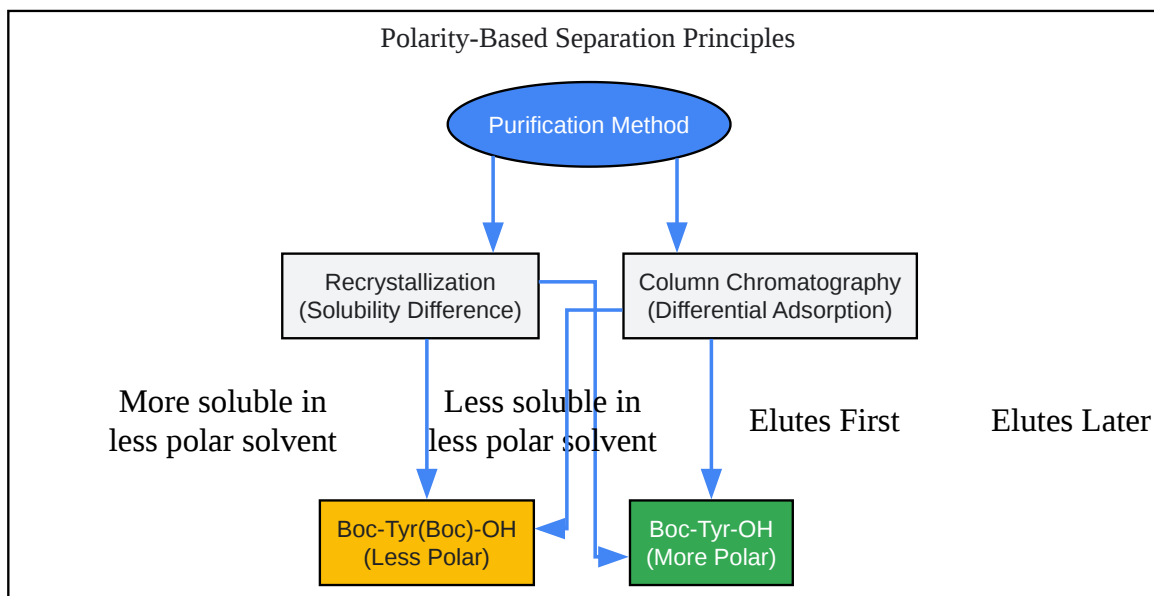 Polarity-Based Separation Principles
Purification Method
Recrystallization
(Solubility Difference)
Column Chromatography
(Differential Adsorption)
More soluble in
less polar solvent
Less soluble in
less polar solvent
Elutes First
Elutes Later
Boc-Tyr(Boc)-OH
(Less Polar)
Boc-Tyr-OH
(More Polar)